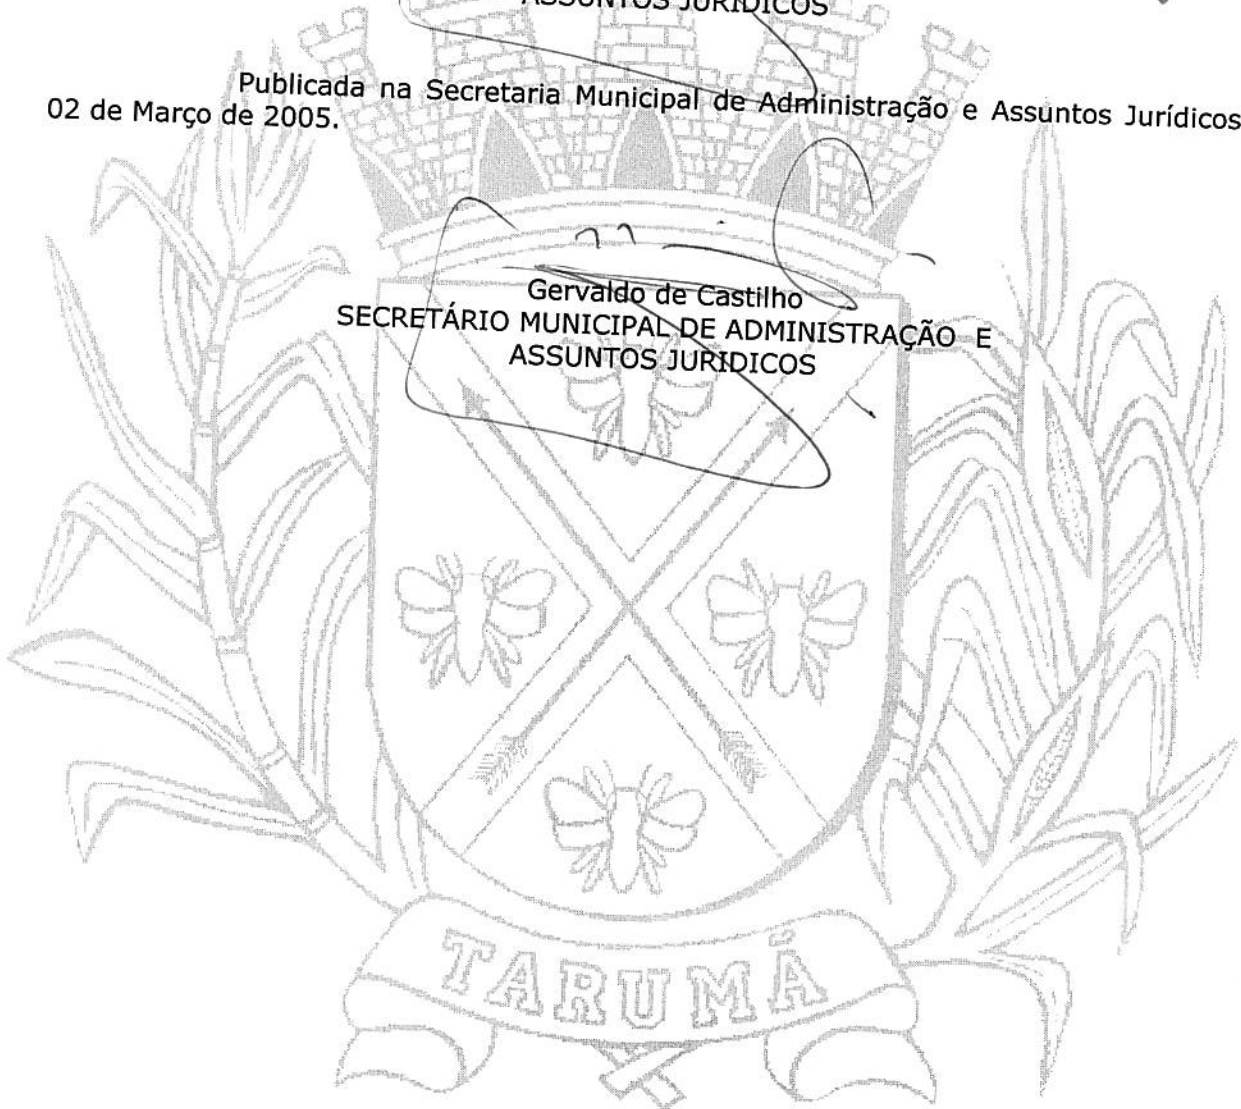 ASSUNTOS JURIDICOS
Publicada na Secretaria Municipal de Administração e Assuntos Jurídicos
02 de Março de 2005.
Gervaldo de Castilho
SECRETÁRIO MUNICIPAL DE ADMINISTRAÇÃO E
ASSUNTOS JURIDICOS
TARUMÃ